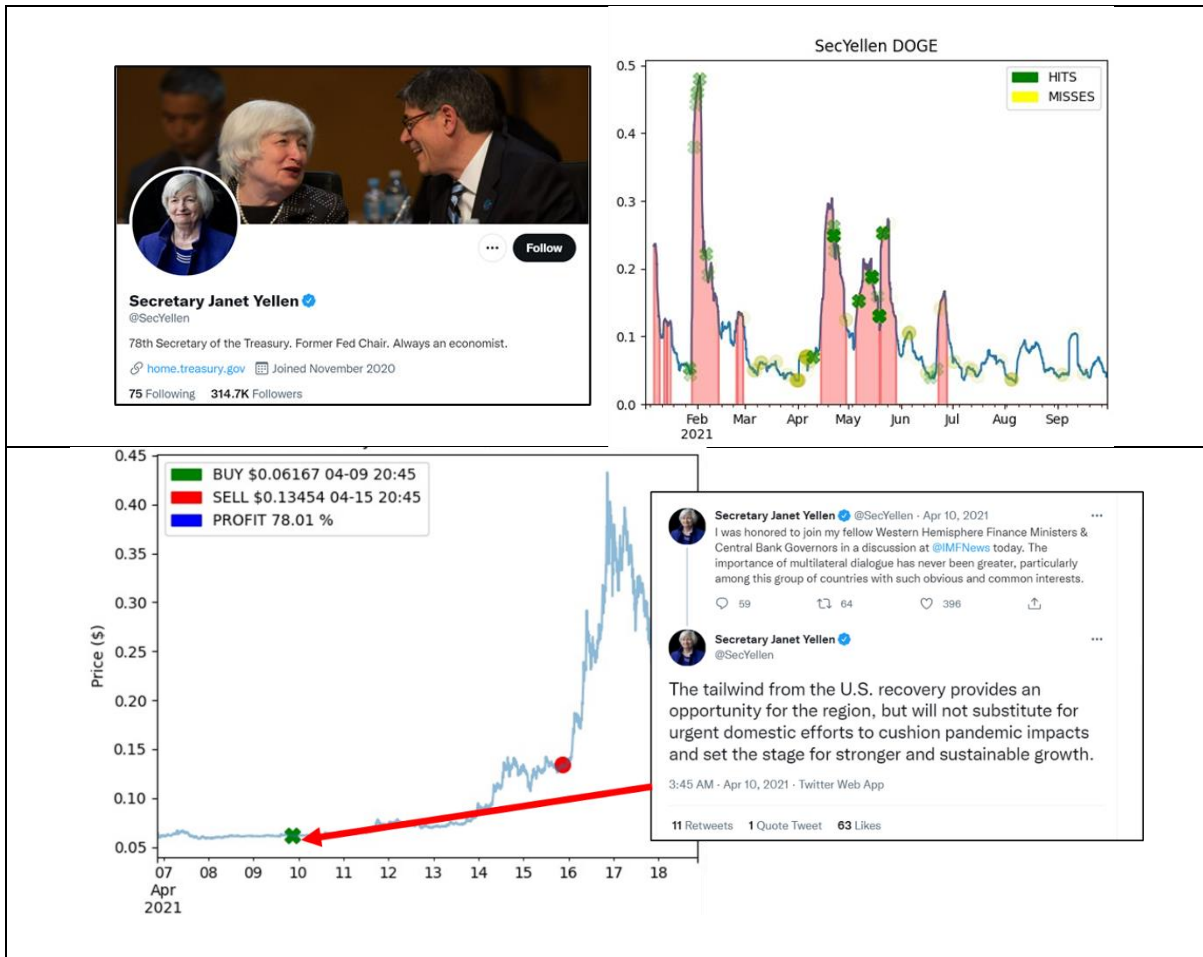 Follow
Secretary Janet Yellen
@SecYellen
78th Secretary of the Treasury. Former Fed Chair. Always an economist.
home.treasury.gov Joined November 2020
75 Following 314.7K Followers
SecYellen DOGE
HITS
MISSES
0.5
0.4
0.3
0.2
0.1
0.0
Feb Mar Apr May Jun Jul Aug Sep
2021
BUY $0.06167 04-09 20:45
SELL $0.13454 04-15 20:45
PROFIT 78.01 %
Price ($)
0.45
0.40
0.35
0.30
0.25
0.20
0.15
0.10
0.05
07 08 09 10 11 12 13 14 15 16 17 18
Apr
2021
Secretary Janet Yellen @SecYellen · Apr 10, 2021
I was honored to join my fellow Western Hemisphere Finance Ministers &
Central Bank Governors in a discussion at @IMFNews today. The
importance of multilateral dialogue has never been greater, particularly
among this group of countries with such obvious and common interests.
59 64 396
Secretary Janet Yellen
@SecYellen
The tailwind from the U.S. recovery provides an
opportunity for the region, but will not substitute for
urgent domestic efforts to cushion pandemic impacts
and set the stage for stronger and sustainable growth.
3:45 AM · Apr 10, 2021 · Twitter Web App
11 Retweets 1 Quote Tweet 63 Likes